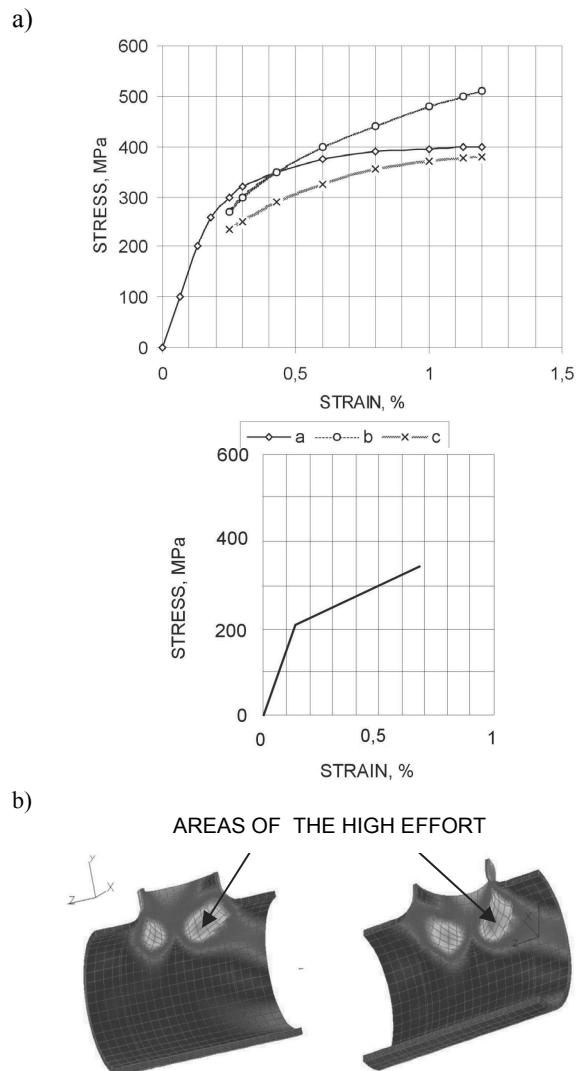 a)
600
500
400
300
200
100
0
STRESS, MPa
0 0,5 1 1,5
STRAIN, %
a b c
600
400
200
0
STRESS, MPa
0 0,5 1
STRAIN, %
b)
AREAS OF THE HIGH EFFORT
y
Z X